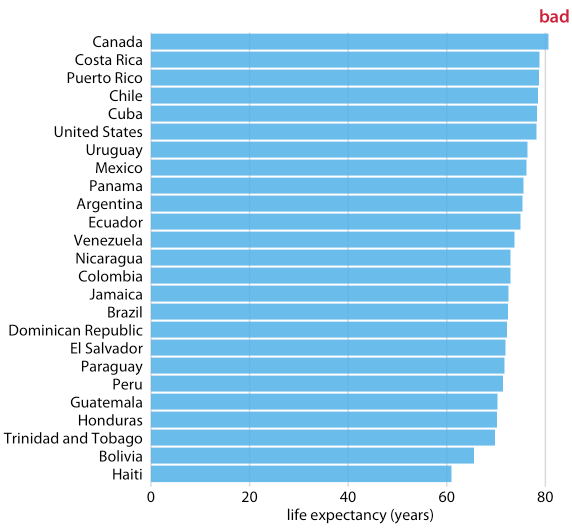 bad
Canada
Costa Rica
Puerto Rico
Chile
Cuba
United States
Uruguay
Mexico
Panama
Argentina
Ecuador
Venezuela
Nicaragua
Colombia
Jamaica
Brazil
Dominican Republic
El Salvador
Paraguay
Peru
Guatemala
Honduras
Trinidad and Tobago
Bolivia
Haiti
0 20 40 60 80
life expectancy (years)